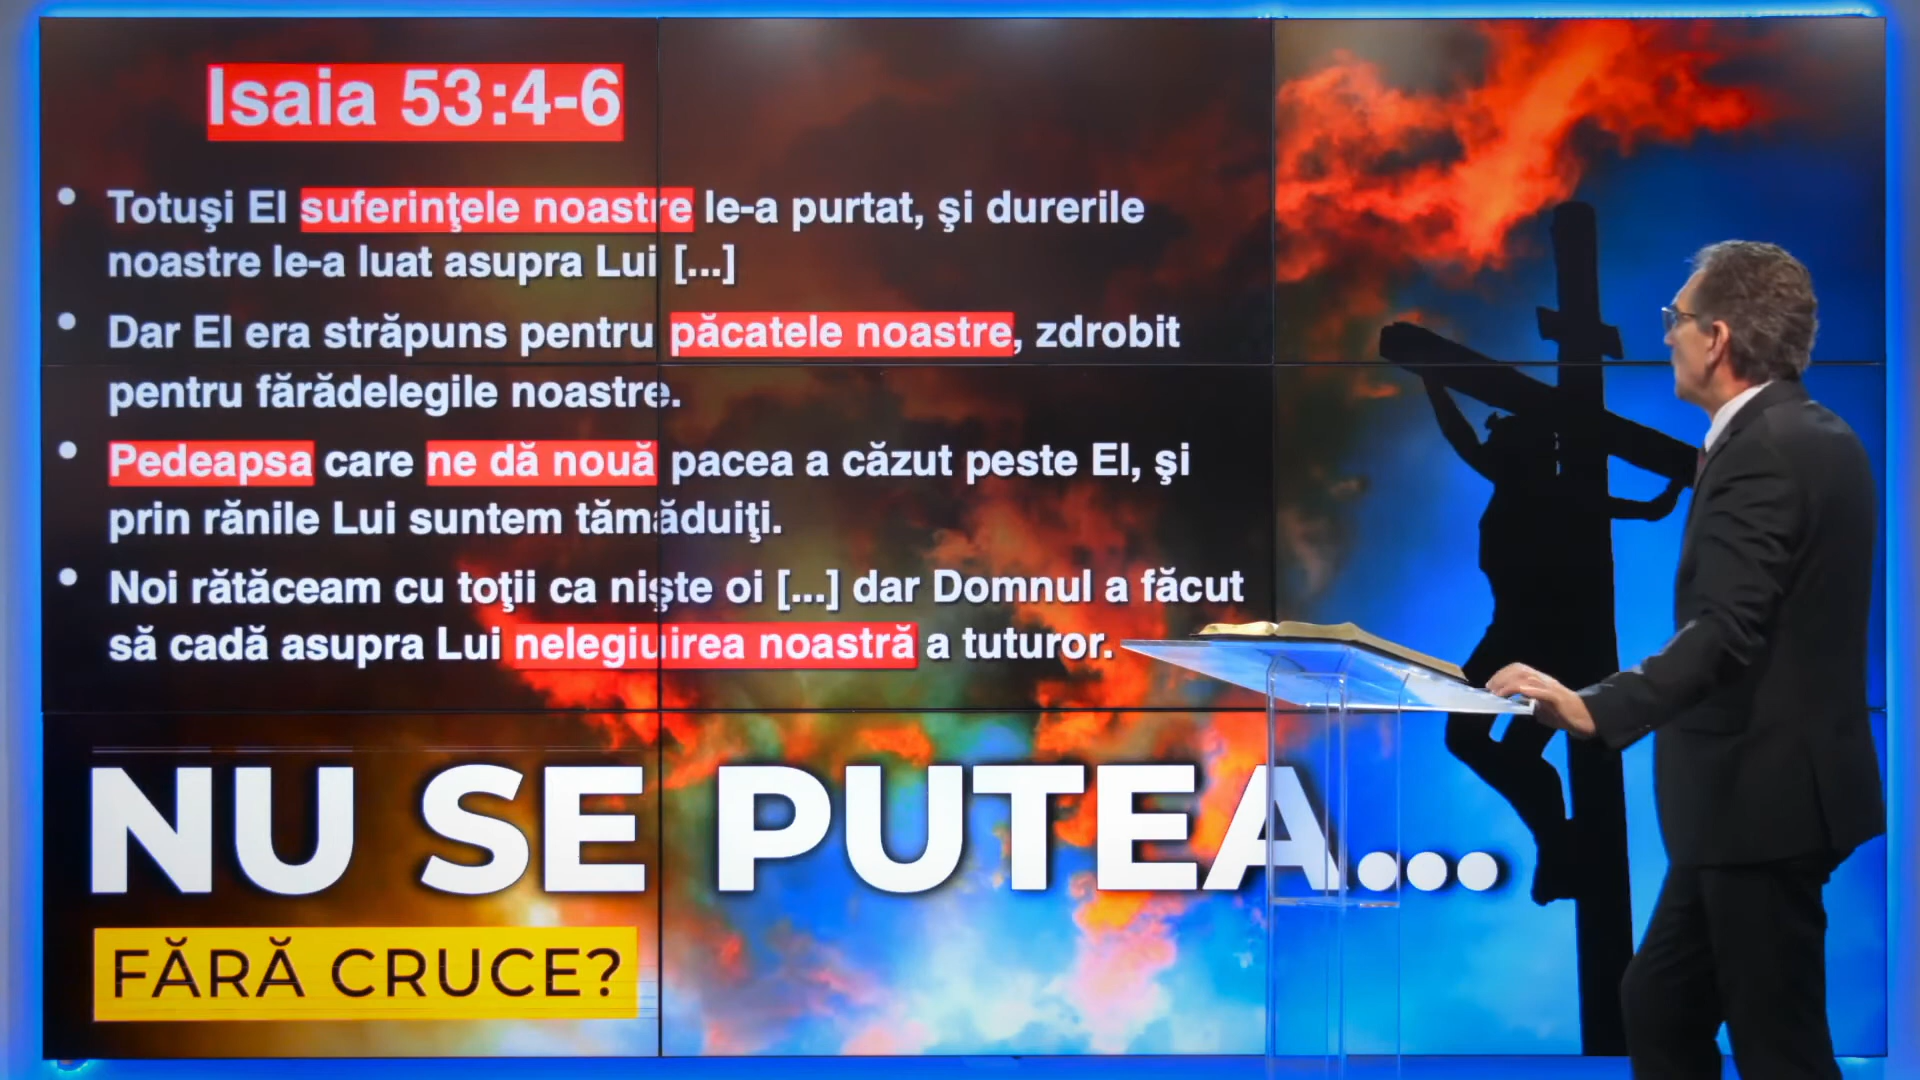 Isaia 53:4-6
• Totuşi El suferinţele noastre le-a purtat, şi durerile
noastre le-a luat asupra Lui [...]
• Dar El era străpuns pentru păcatele noastre, zdrobit
pentru fărădelegile noastre.
• Pedeapsa care ne dă nouă pacea a căzut peste El, şi
prin rănile Lui suntem tămăduiţi.
• Noi rătăceam cu toţii ca nişte oi [...] dar Domnul a făcut
să cadă asupra Lui nelegiuirea noastră a tuturor.
NU SE PUTEA...
FĂRĂ CRUCE?